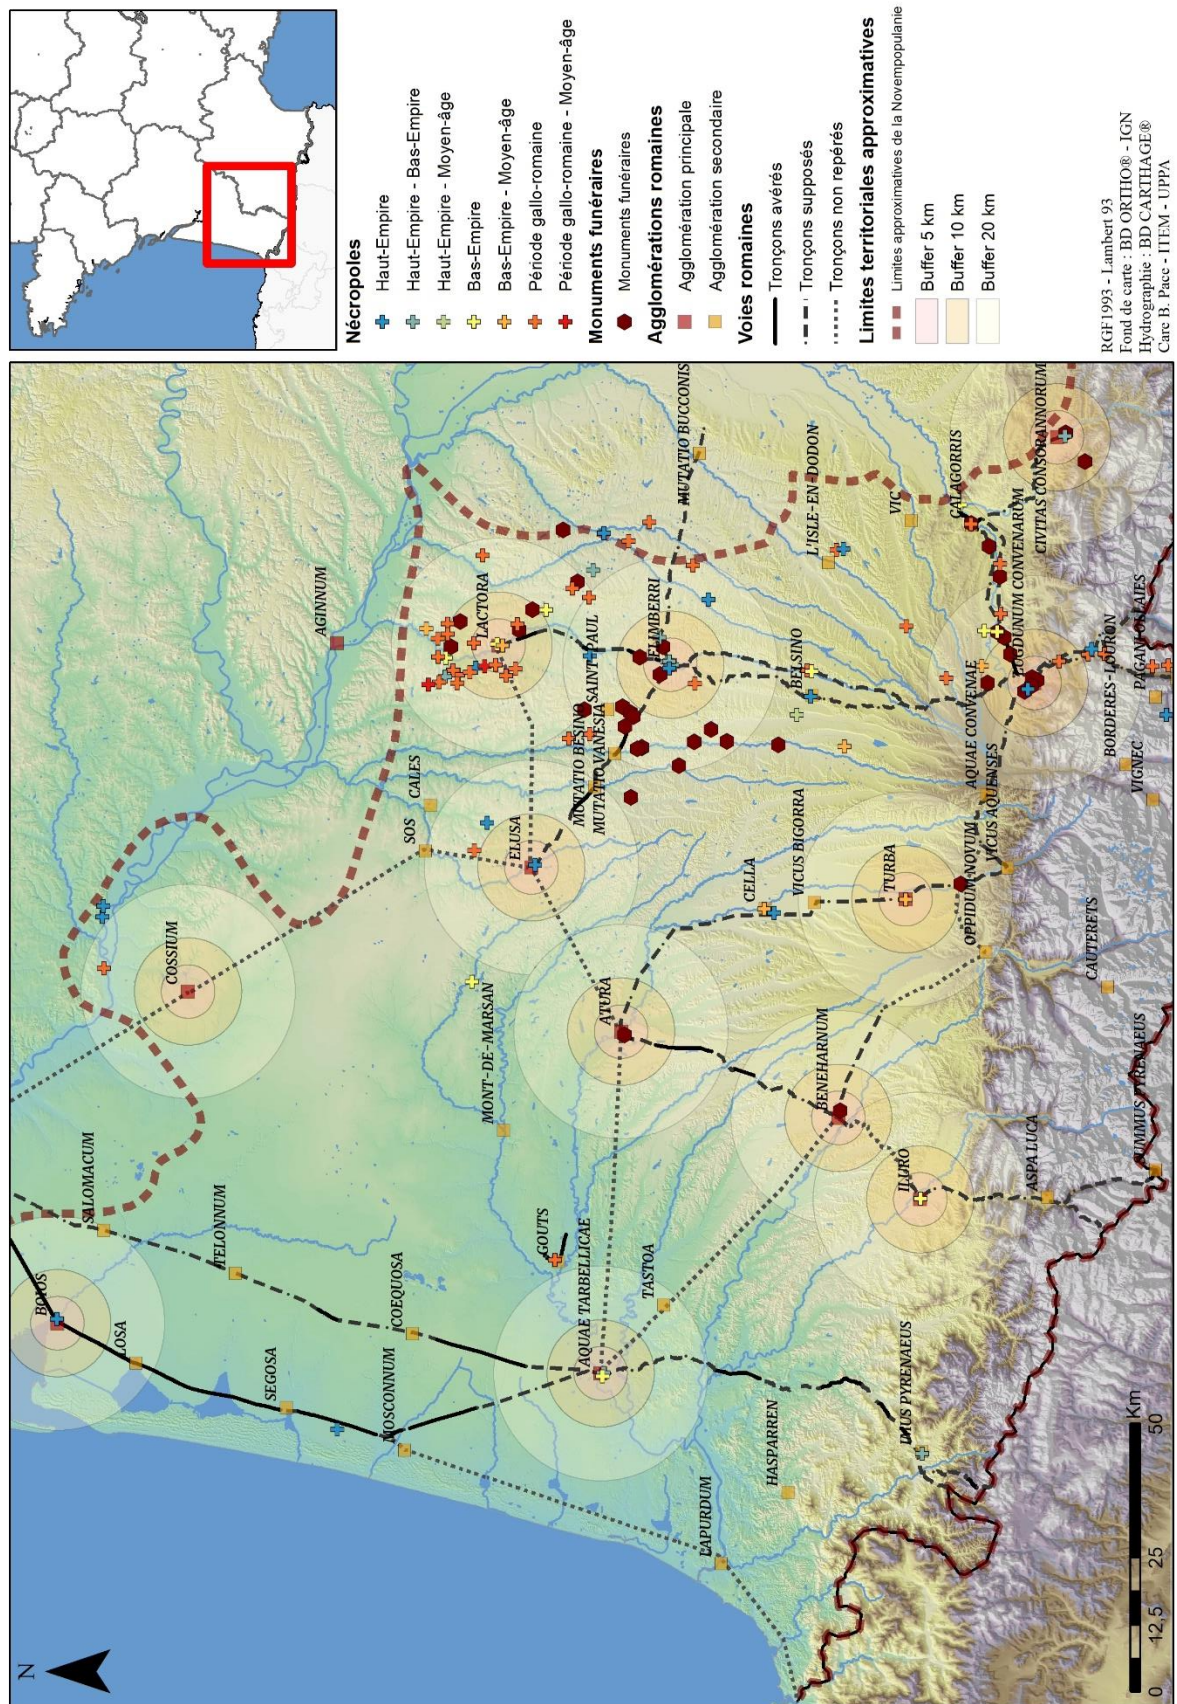 N
BOIOS
SALOMACUM
LOSA
TELONNUM
SEGOSA
COEQUOSA
MOSCONNUM
COSSIUM
AGINNUM
CALES
SOS
LACTORA
ELUSA
MUTATIO BESINO
MUTATIO VANESIA
SAINT-PAUL
ELIMBERRI
MUTATIO BUCCONIS
MONT-DE-MARSAN
GOUTS
ATURA
AQUAE TARBELLICAE
TASTOA
LAPURDUM
HASPARREN
IMUS PYRENAEUS
BENEHARNUM
ILURO
ASPA LUCA
SUMMUS PYRENAEUS
CELLA
VICUS BIGORRA
TURBA
OPPIDUM NOVUM
VICUS AQUENSES
AQUAE CONVENAE
CAUTERETS
BELSINO
L'ISLE-EN-DODON
VIC
CALAGORRIS
CIVITAS CONSORANNORUM
LUGDUNUM CONVENARUM
BORDERES-LOURON
VIGNEC
0 12,5 25 50
Km
Nécropoles
Haut-Empire
Haut-Empire - Bas-Empire
Haut-Empire - Moyen-âge
Bas-Empire
Bas-Empire - Moyen-âge
Période gallo-romaine
Période gallo-romaine - Moyen-âge
Monuments funéraires
Monuments funéraires
Agglomérations romaines
Agglomération principale
Agglomération secondaire
Voies romaines
Tronçons avérés
Tronçons supposés
Tronçons non repérés
Limites territoriales approximatives
Limites approximatives de la Novempopulanie
Buffer 5 km
Buffer 10 km
Buffer 20 km
RGF1993 - Lambert 93
Fond de carte : BD ORTHO® - IGN
Hydrographie : BD CARTHAGE®
Care B. Pace - ITEM - UPPA